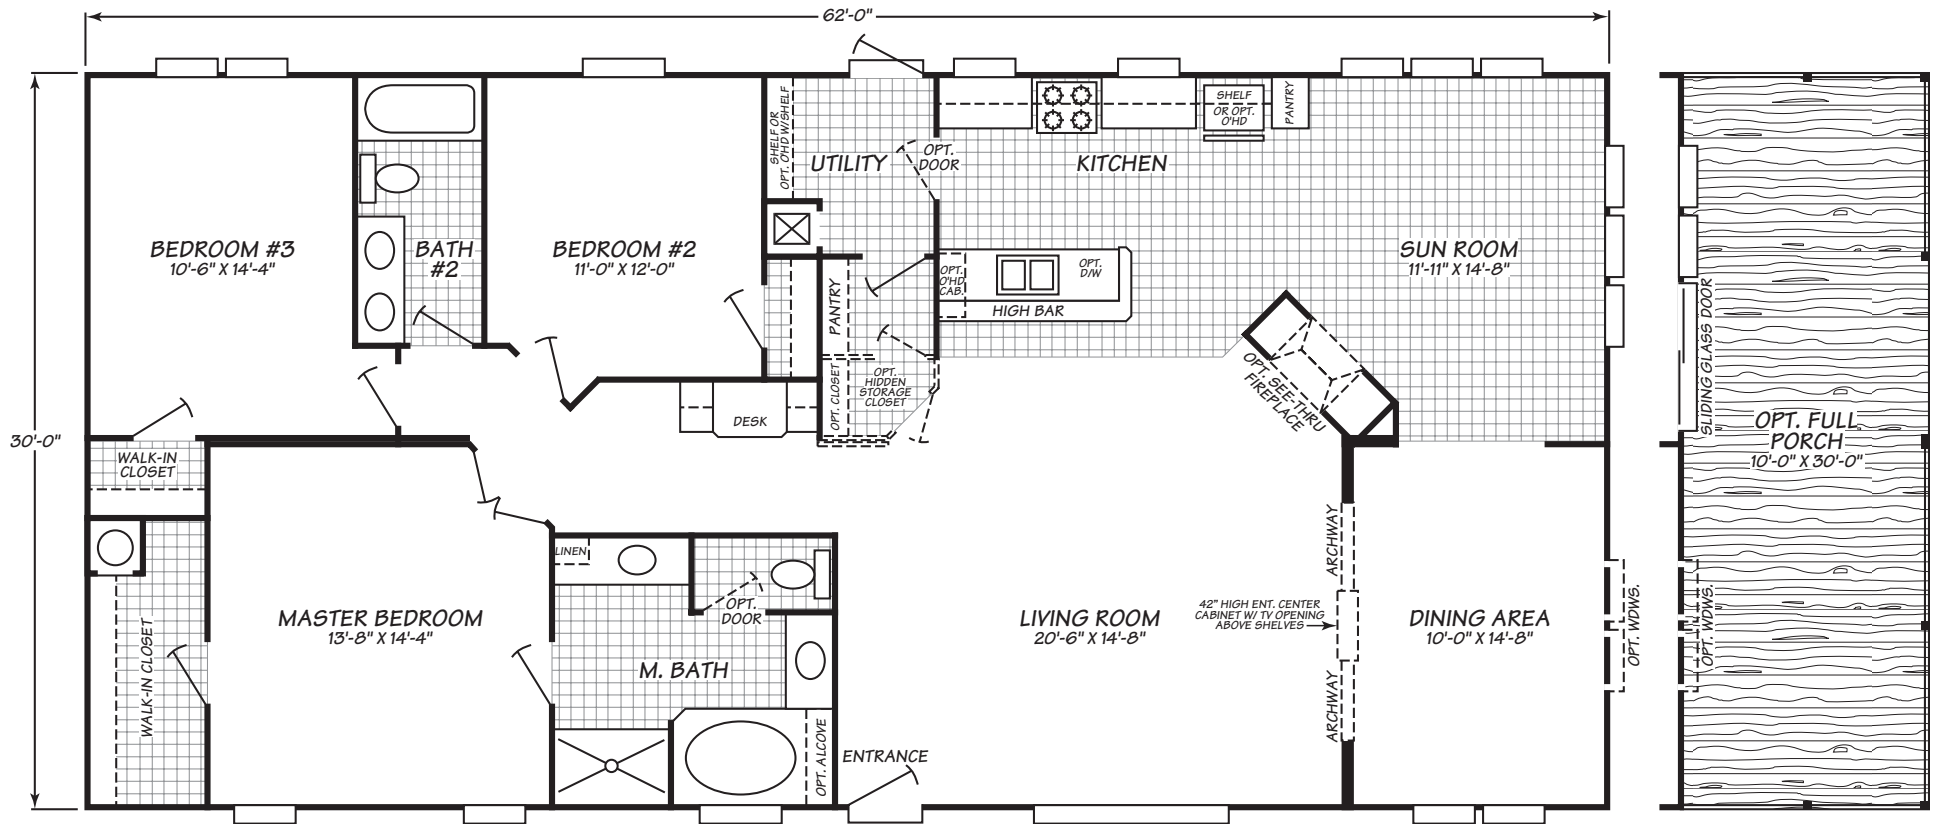 62'-0"
30'-0"
BEDROOM #3
10'-6" X 14'-4"
BATH
#2
BEDROOM #2
11'-0" X 12'-0"
SHELF OR
OPT. O'HD W/SHELF
UTILITY
OPT.
DOOR
KITCHEN
SHELF
OR OPT.
O'HD
PANTRY
SUN ROOM
11'-11" X 14'-8"
OPT.
O'HD
CAB.
OPT.
D/W
HIGH BAR
PANTRY
OPT. CLOSET
OPT.
HIDDEN
STORAGE
CLOSET
DESK
OPT. SEE-THRU
FIREPLACE
SLIDING GLASS DOOR
OPT. FULL
PORCH
10'-0" X 30'-0"
WALK-IN
CLOSET
WALK-IN CLOSET
MASTER BEDROOM
13'-8" X 14'-4"
LINEN
OPT.
DOOR
M. BATH
OPT. ALCOVE
ENTRANCE
LIVING ROOM
20'-6" X 14'-8"
ARCHWAY
42" HIGH ENT. CENTER
CABINET W/ TV OPENING
ABOVE SHELVES
ARCHWAY
DINING AREA
10'-0" X 14'-8"
OPT. WDWS.
OPT. WDWS.